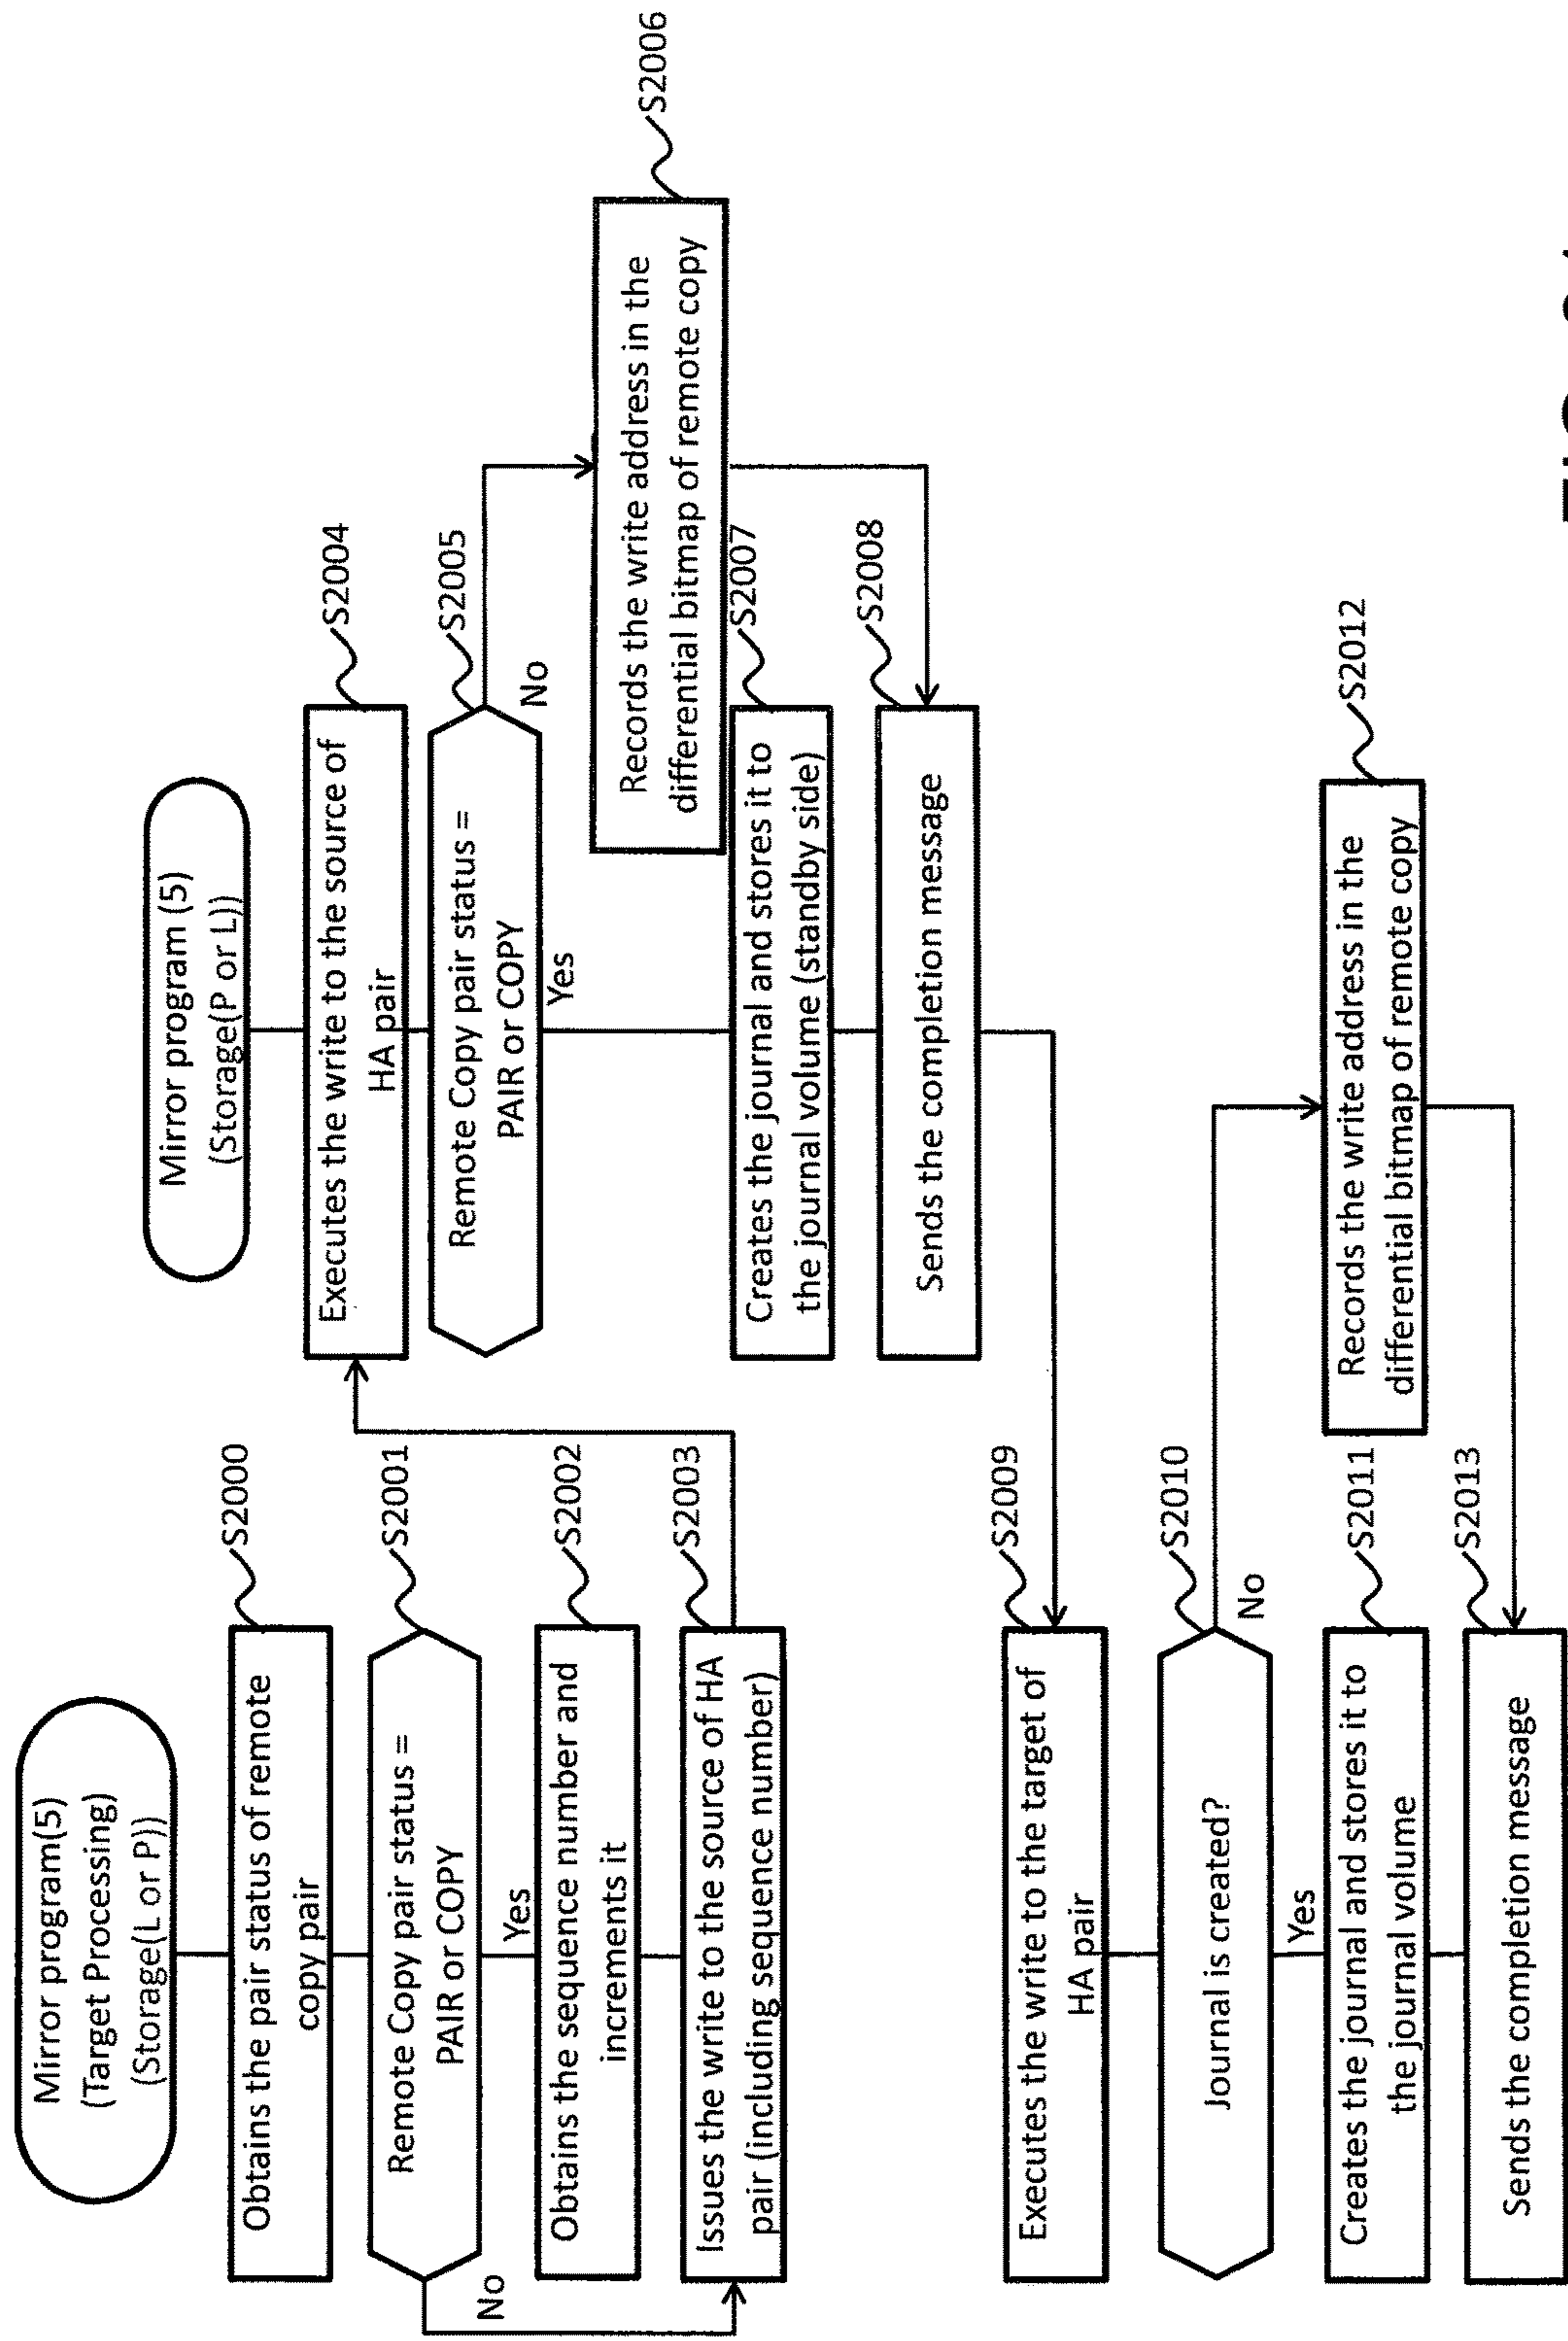 Mirror program(5)
(Target Processing)
(Storage(L or P))
Obtains the pair status of remote
copy pair
S2000
Remote Copy pair status =
PAIR or COPY
S2001
No
Yes
Obtains the sequence number and
increments it
S2002
Issues the write to the source of HA
pair (including sequence number)
S2003
Mirror program (5)
(Storage(P or L))
Executes the write to the source of
HA pair
S2004
Remote Copy pair status =
PAIR or COPY
S2005
No
Yes
Records the write address in the
differential bitmap of remote copy
S2006
Creates the journal and stores it to
the journal volume (standby side)
S2007
Sends the completion message
S2008
Executes the write to the target of
HA pair
S2009
Journal is created?
S2010
No
Yes
Creates the journal and stores it to
the journal volume
S2011
Records the write address in the
differential bitmap of remote copy
S2012
Sends the completion message
S2013